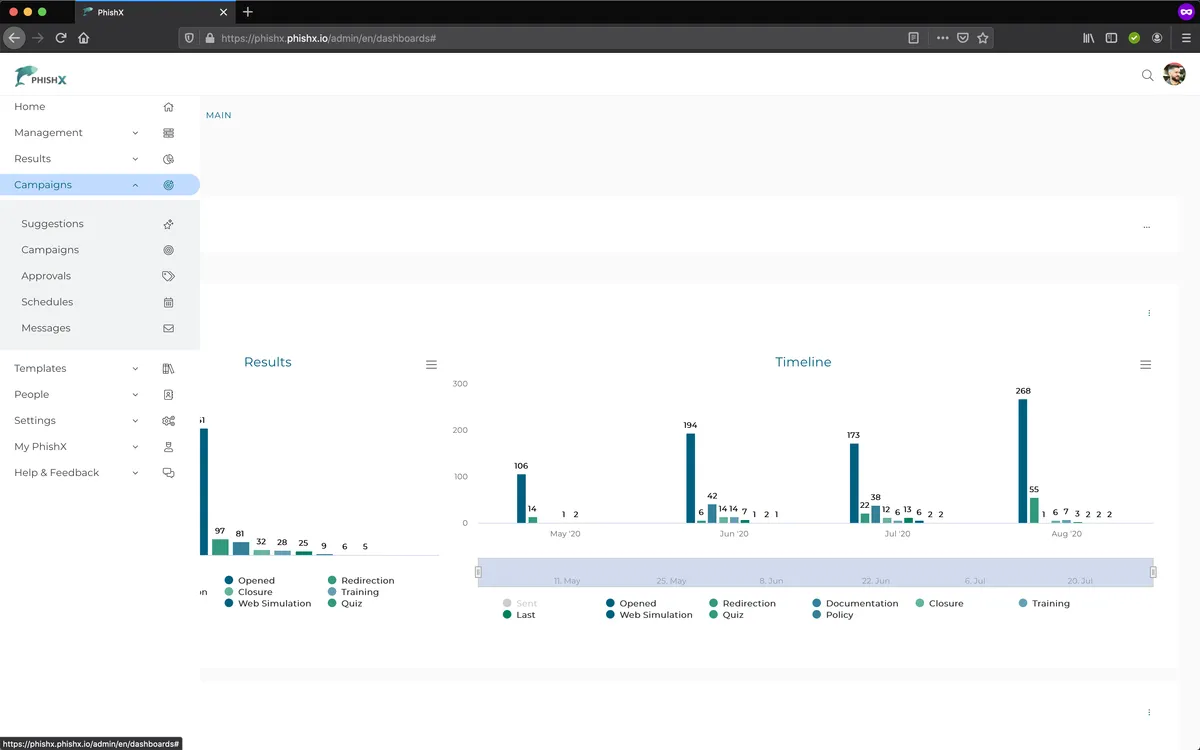 PhishX
https://phishx.phishx.io/admin/en/dashboards#
PHISHX
Home
MAIN
Management
Results
Campaigns
Suggestions
Campaigns
Approvals
Schedules
Messages
Templates
People
Settings
My PhishX
Help & Feedback
Results
97 81 32 28 25 9 6 5
Opened Redirection
Closure Training
Web Simulation Quiz
Timeline
300
200
100
0
106 14 1 2
194 6 42 14 14 7 1 2 1
173 22 38 12 6 13 6 2 2
268 55 1 6 7 3 2 2 2
May '20 Jun '20 Jul '20 Aug '20
11. May 25. May 8. Jun 22. Jun 6. Jul 20. Jul
Sent Opened Redirection Documentation Closure Training
Last Web Simulation Quiz Policy
https://phishx.phishx.io/admin/en/dashboards#